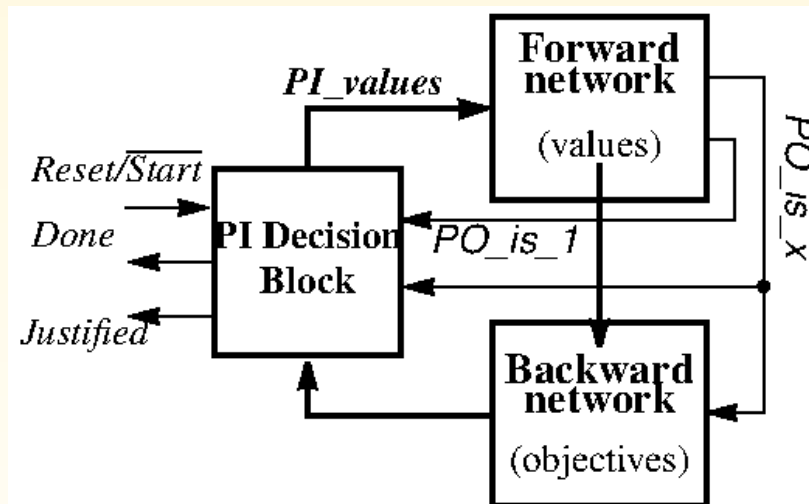 Forward
network
(values)
PI_values
PO_is_x
Reset/Start
Done
Justified
PI Decision
Block
PO_is_1
Backward
network
(objectives)